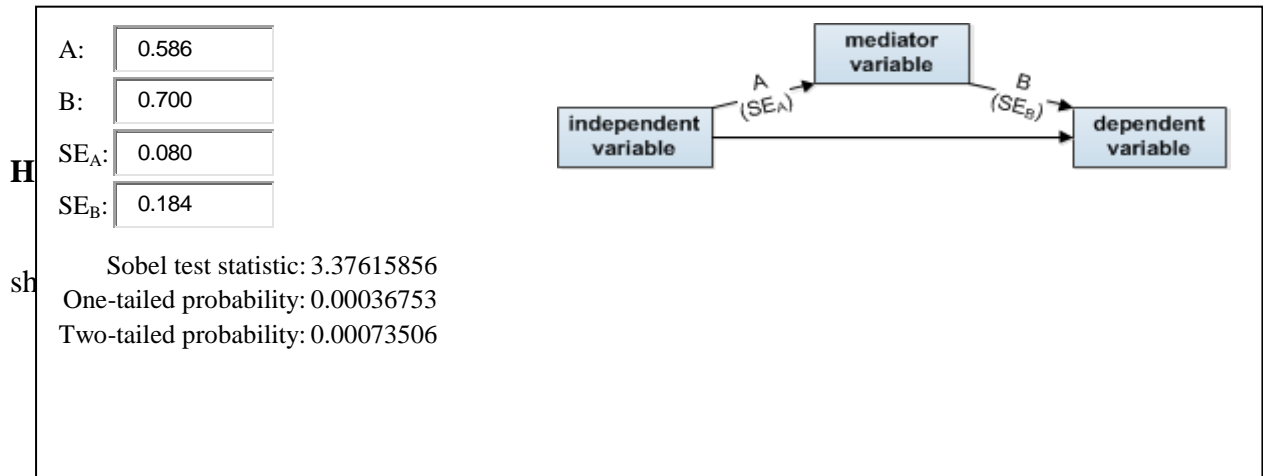 A: 0.586
B: 0.700
SEA: 0.080
SEB: 0.184
Sobel test statistic: 3.37615856
One-tailed probability: 0.00036753
Two-tailed probability: 0.00073506
mediator
variable
A
(SEA)
B
(SEB)
independent
variable
dependent
variable
H
sh